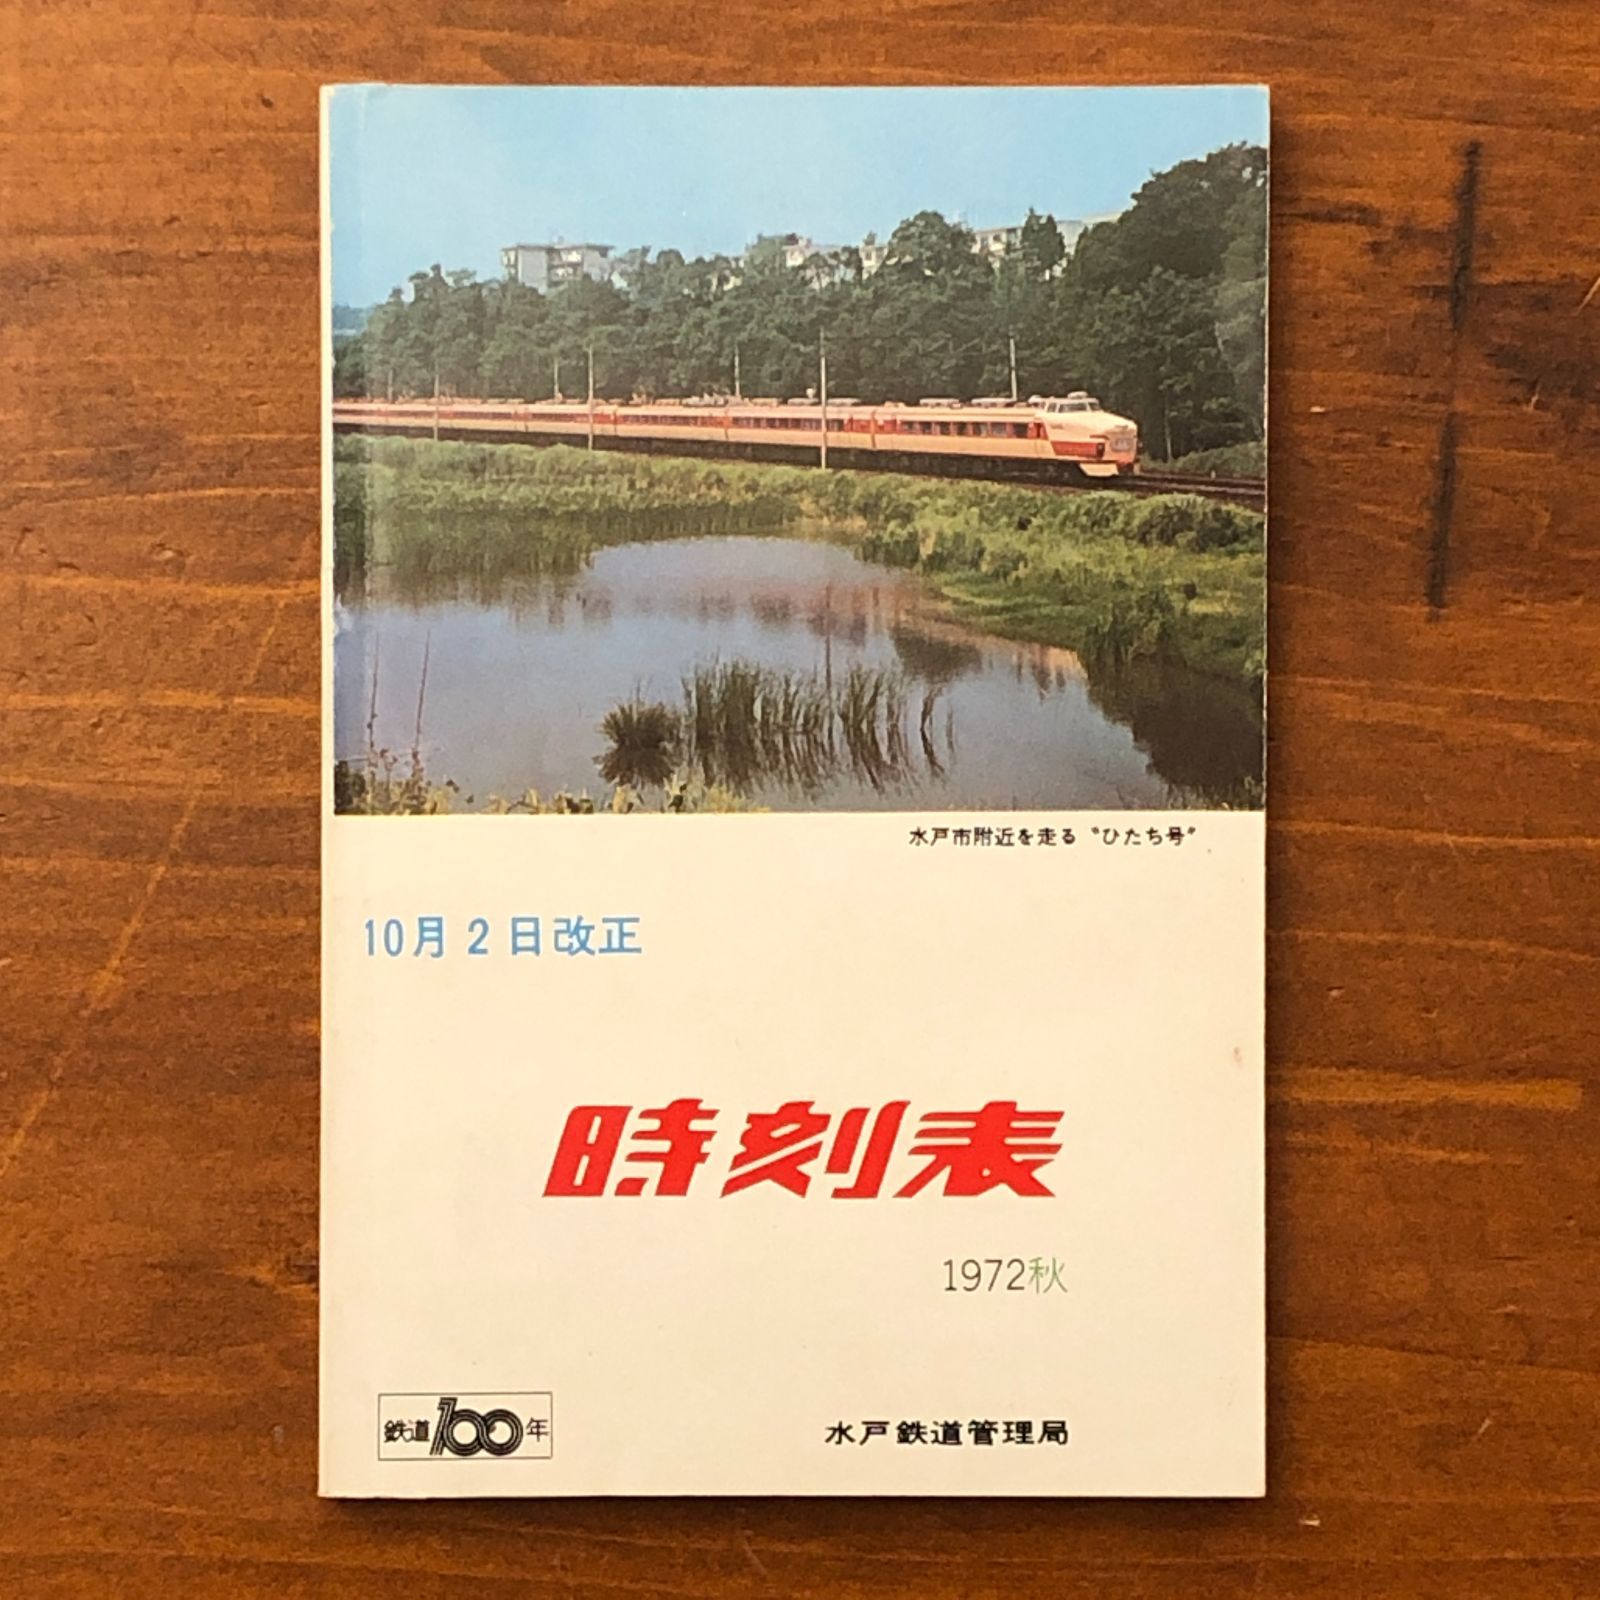 水戸市附近を走る〝ひたち号〞
10月2日改正
時刻表
1972秋
鉄道100年
水戸鉄道管理局